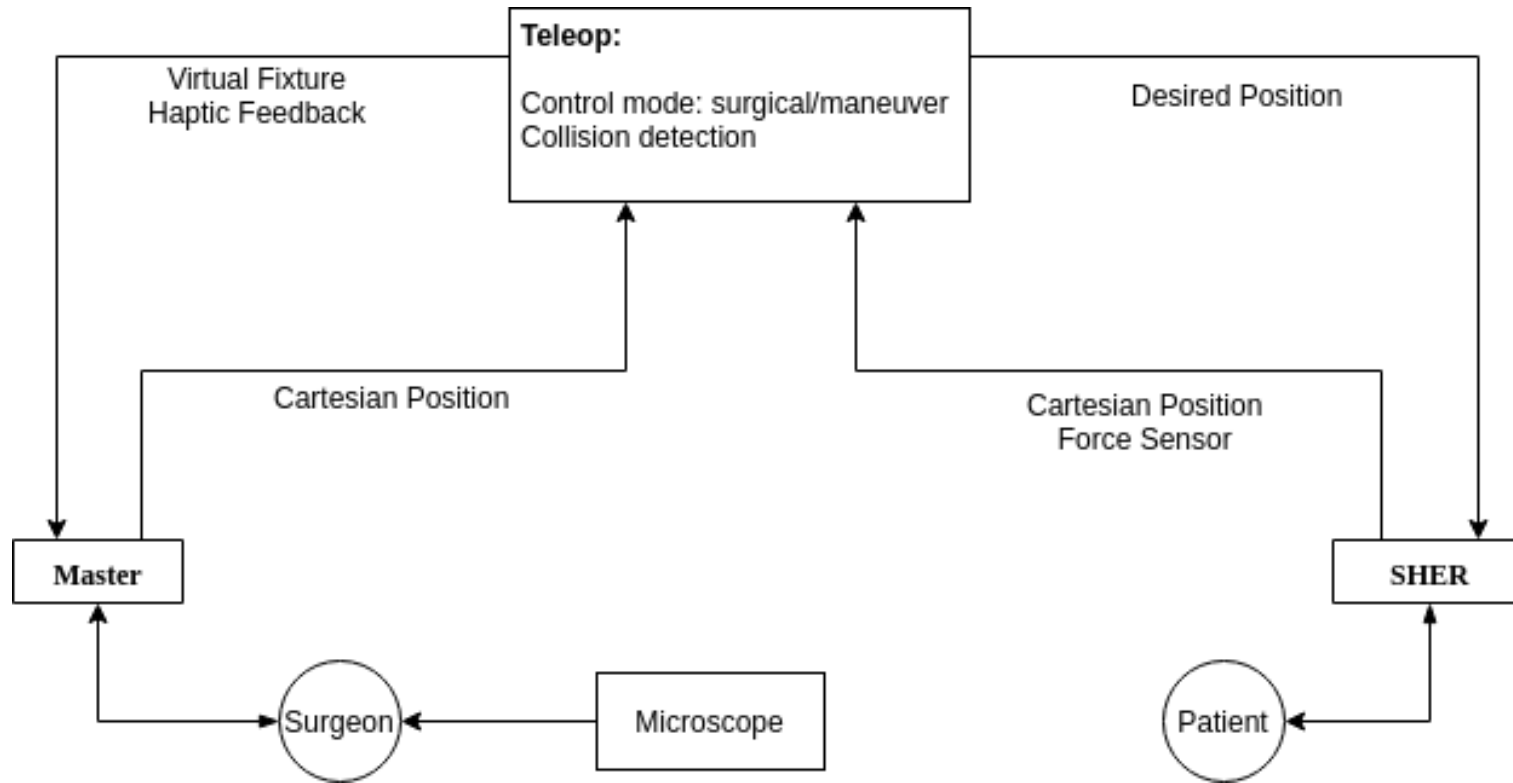 Teleop:
Control mode: surgical/maneuver
Collision detection
Virtual Fixture
Haptic Feedback
Desired Position
Cartesian Position
Cartesian Position
Force Sensor
Master
SHER
Surgeon
Microscope
Patient